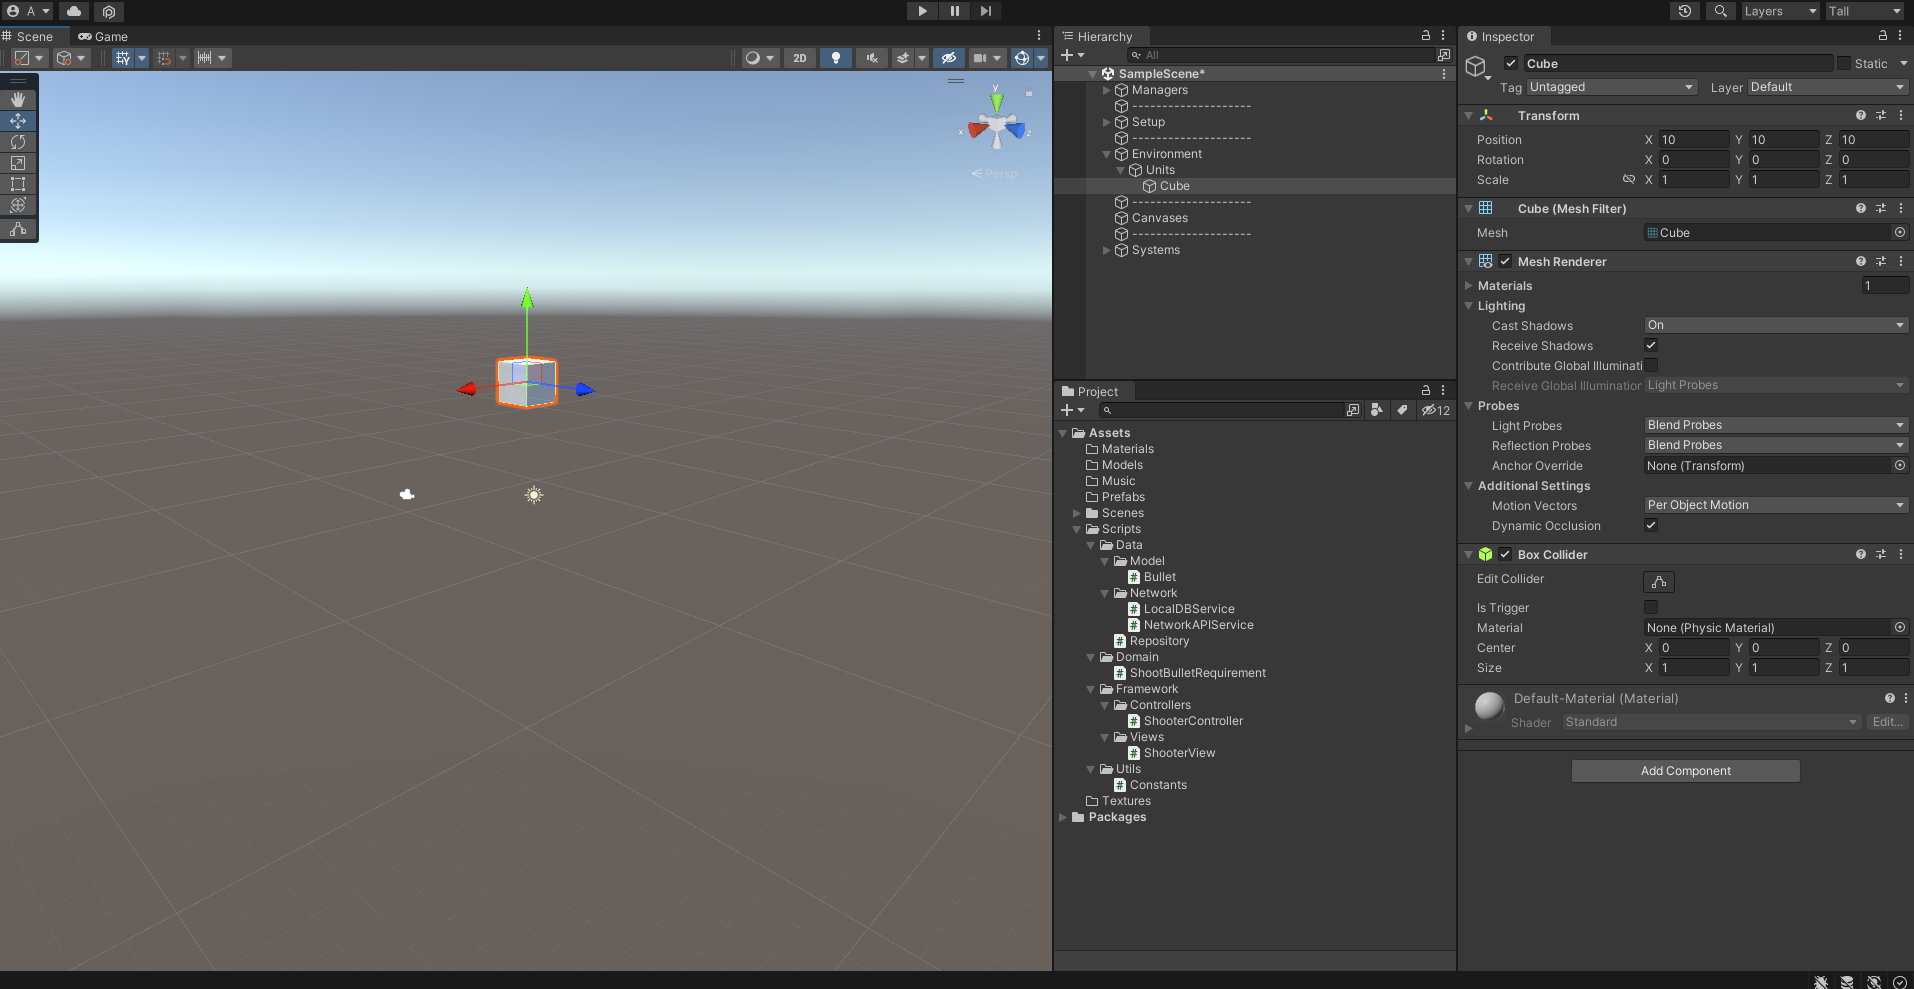 A
Layers
Tall
Scene
Game
2D
y
x
z
Persp
Hierarchy
All
SampleScene*
Managers
---------------------
Setup
---------------------
Environment
Units
Cube
---------------------
Canvases
---------------------
Systems
Project
12
Assets
Materials
Models
Music
Prefabs
Scenes
Scripts
Data
Model
Bullet
Network
LocalDBService
NetworkAPIService
Repository
Domain
ShootBulletRequirement
Framework
Controllers
ShooterController
Views
ShooterView
Utils
Constants
Textures
Packages
Inspector
Cube
Static
Tag Untagged Layer Default
Transform
Position X 10 Y 10 Z 10
Rotation X 0 Y 0 Z 0
Scale X 1 Y 1 Z 1
Cube (Mesh Filter)
Mesh Cube
Mesh Renderer
Materials 1
Lighting
Cast Shadows On
Receive Shadows
Contribute Global Illuminati
Receive Global Illumination Light Probes
Probes
Light Probes Blend Probes
Reflection Probes Blend Probes
Anchor Override None (Transform)
Additional Settings
Motion Vectors Per Object Motion
Dynamic Occlusion
Box Collider
Edit Collider
Is Trigger
Material None (Physic Material)
Center X 0 Y 0 Z 0
Size X 1 Y 1 Z 1
Default-Material (Material)
Shader Standard Edit...
Add Component